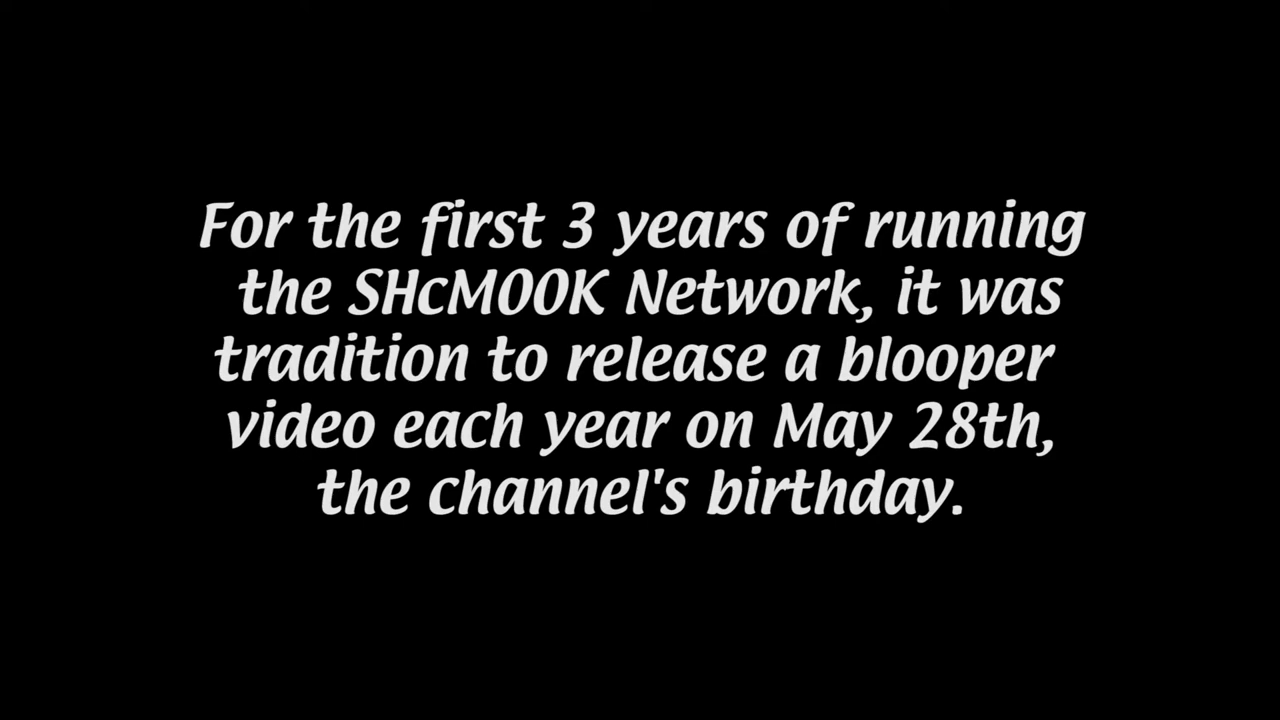 For the first 3 years of running
the SHcMOOK Network, it was
tradition to release a blooper
video each year on May 28th,
the channel's birthday.